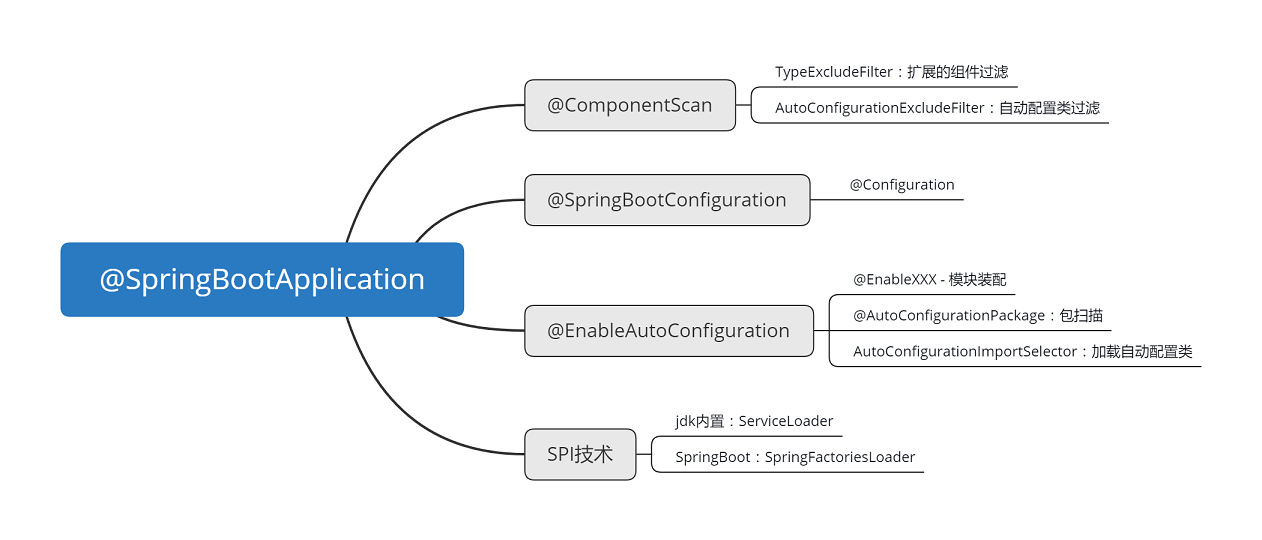 @SpringBootApplication
@ComponentScan
TypeExcludeFilter：扩展的组件过滤
AutoConfigurationExcludeFilter：自动配置类过滤
@SpringBootConfiguration
@Configuration
@EnableAutoConfiguration
@EnableXXX - 模块装配
@AutoConfigurationPackage：包扫描
AutoConfigurationImportSelector：加载自动配置类
SPI技术
jdk内置：ServiceLoader
SpringBoot：SpringFactoriesLoader